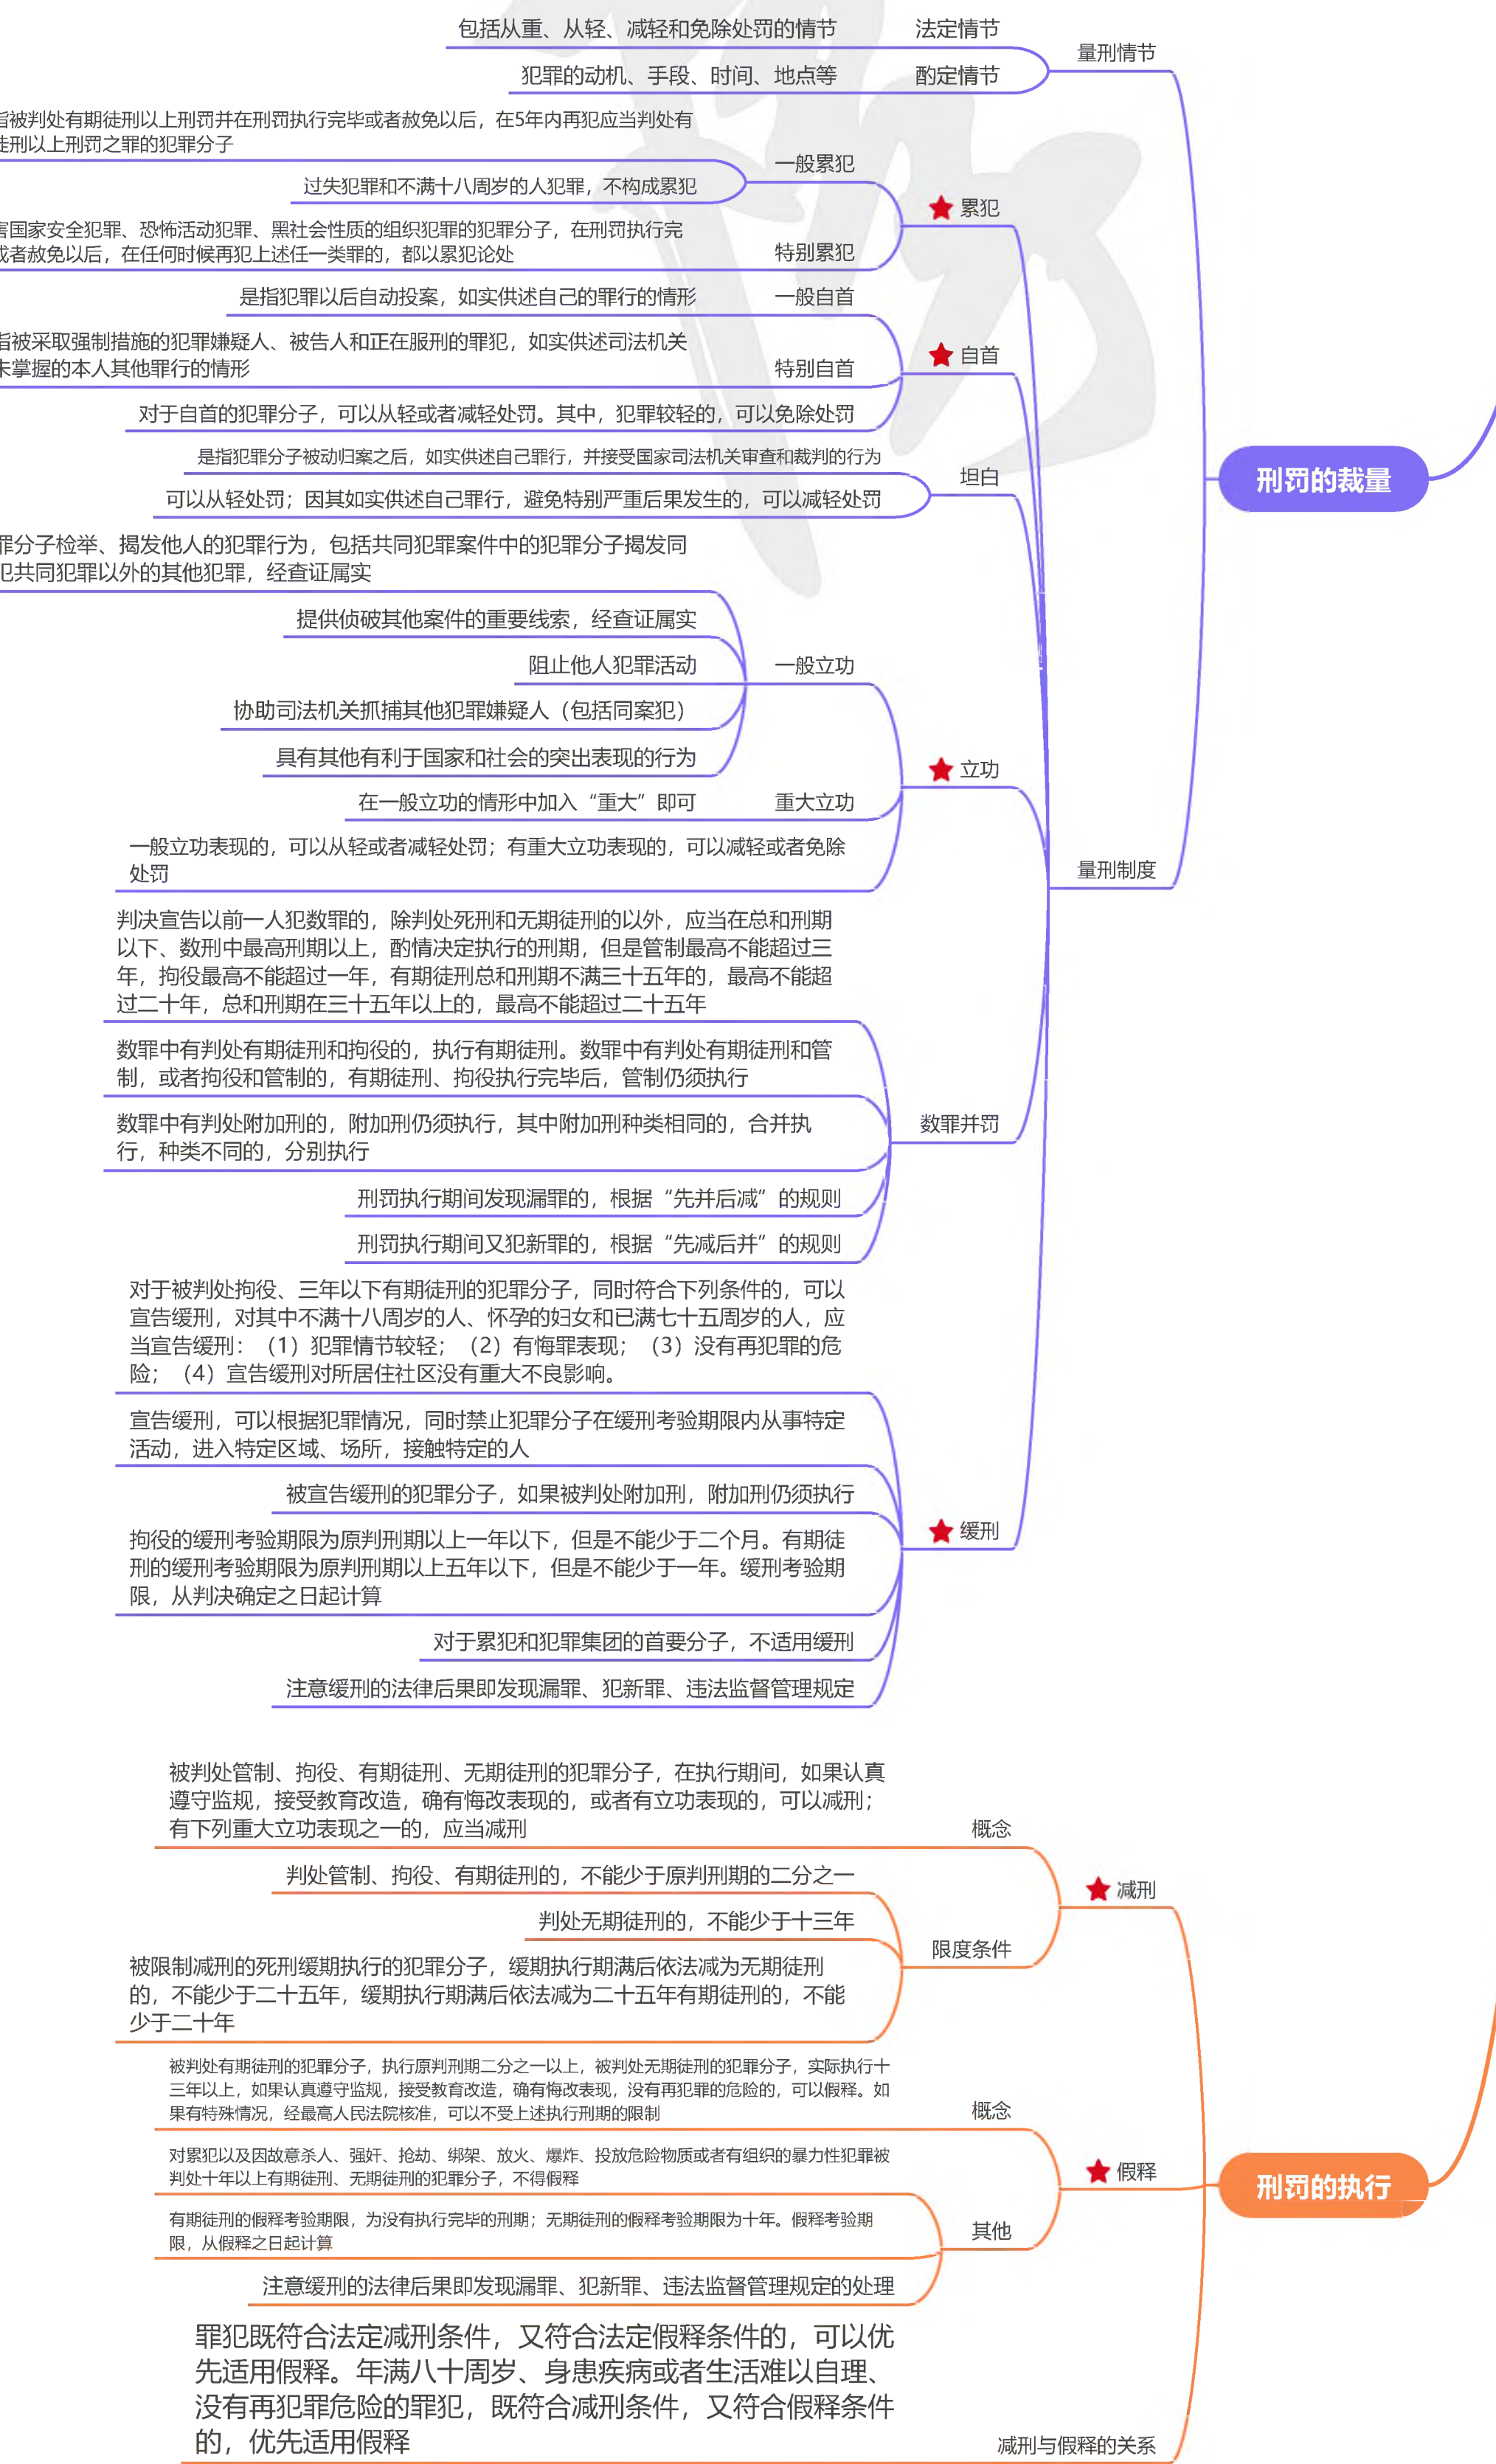 刑罚的裁量
量刑情节
法定情节
包括从重、从轻、减轻和免除处罚的情节
酌定情节
犯罪的动机、手段、时间、地点等
量刑制度
累犯
一般累犯
指被判处有期徒刑以上刑罚并在刑罚执行完毕或者赦免以后，在5年内再犯应当判处有
徒刑以上刑罚之罪的犯罪分子
过失犯罪和不满十八周岁的人犯罪，不构成累犯
特别累犯
害国家安全犯罪、恐怖活动犯罪、黑社会性质的组织犯罪的犯罪分子，在刑罚执行完
或者赦免以后，在任何时候再犯上述任一类罪的，都以累犯论处
自首
一般自首
是指犯罪以后自动投案，如实供述自己的罪行的情形
特别自首
指被采取强制措施的犯罪嫌疑人、被告人和正在服刑的罪犯，如实供述司法机关
未掌握的本人其他罪行的情形
对于自首的犯罪分子，可以从轻或者减轻处罚。其中，犯罪较轻的，可以免除处罚
坦白
是指犯罪分子被动归案之后，如实供述自己罪行，并接受国家司法机关审查和裁判的行为
可以从轻处罚；因其如实供述自己罪行，避免特别严重后果发生的，可以减轻处罚
立功
一般立功
罪分子检举、揭发他人的犯罪行为，包括共同犯罪案件中的犯罪分子揭发同
犯共同犯罪以外的其他犯罪，经查证属实
提供侦破其他案件的重要线索，经查证属实
阻止他人犯罪活动
协助司法机关抓捕其他犯罪嫌疑人（包括同案犯）
具有其他有利于国家和社会的突出表现的行为
重大立功
在一般立功的情形中加入“重大”即可
一般立功表现的，可以从轻或者减轻处罚；有重大立功表现的，可以减轻或者免除
处罚
数罪并罚
判决宣告以前一人犯数罪的，除判处死刑和无期徒刑的以外，应当在总和刑期
以下、数刑中最高刑期以上，酌情决定执行的刑期，但是管制最高不能超过三
年，拘役最高不能超过一年，有期徒刑总和刑期不满三十五年的，最高不能超
过二十年，总和刑期在三十五年以上的，最高不能超过二十五年
数罪中有判处有期徒刑和拘役的，执行有期徒刑。数罪中有判处有期徒刑和管
制，或者拘役和管制的，有期徒刑、拘役执行完毕后，管制仍须执行
数罪中有判处附加刑的，附加刑仍须执行，其中附加刑种类相同的，合并执
行，种类不同的，分别执行
刑罚执行期间发现漏罪的，根据“先并后减”的规则
刑罚执行期间又犯新罪的，根据“先减后并”的规则
缓刑
对于被判处拘役、三年以下有期徒刑的犯罪分子，同时符合下列条件的，可以
宣告缓刑，对其中不满十八周岁的人、怀孕的妇女和已满七十五周岁的人，应
当宣告缓刑：（1）犯罪情节较轻；（2）有悔罪表现；（3）没有再犯罪的危
险；（4）宣告缓刑对所居住社区没有重大不良影响。
宣告缓刑，可以根据犯罪情况，同时禁止犯罪分子在缓刑考验期限内从事特定
活动，进入特定区域、场所，接触特定的人
被宣告缓刑的犯罪分子，如果被判处附加刑，附加刑仍须执行
拘役的缓刑考验期限为原判刑期以上一年以下，但是不能少于二个月。有期徒
刑的缓刑考验期限为原判刑期以上五年以下，但是不能少于一年。缓刑考验期
限，从判决确定之日起计算
对于累犯和犯罪集团的首要分子，不适用缓刑
注意缓刑的法律后果即发现漏罪、犯新罪、违法监督管理规定
刑罚的执行
减刑
概念
被判处管制、拘役、有期徒刑、无期徒刑的犯罪分子，在执行期间，如果认真
遵守监规，接受教育改造，确有悔改表现的，或者有立功表现的，可以减刑；
有下列重大立功表现之一的，应当减刑
限度条件
判处管制、拘役、有期徒刑的，不能少于原判刑期的二分之一
判处无期徒刑的，不能少于十三年
被限制减刑的死刑缓期执行的犯罪分子，缓期执行期满后依法减为无期徒刑
的，不能少于二十五年，缓期执行期满后依法减为二十五年有期徒刑的，不能
少于二十年
假释
概念
被判处有期徒刑的犯罪分子，执行原判刑期二分之一以上，被判处无期徒刑的犯罪分子，实际执行十
三年以上，如果认真遵守监规，接受教育改造，确有悔改表现，没有再犯罪的危险的，可以假释。如
果有特殊情况，经最高人民法院核准，可以不受上述执行刑期的限制
其他
对累犯以及因故意杀人、强奸、抢劫、绑架、放火、爆炸、投放危险物质或者有组织的暴力性犯罪被
判处十年以上有期徒刑、无期徒刑的犯罪分子，不得假释
有期徒刑的假释考验期限，为没有执行完毕的刑期；无期徒刑的假释考验期限为十年。假释考验期
限，从假释之日起计算
注意缓刑的法律后果即发现漏罪、犯新罪、违法监督管理规定的处理
减刑与假释的关系
罪犯既符合法定减刑条件，又符合法定假释条件的，可以优
先适用假释。年满八十周岁、身患疾病或者生活难以自理、
没有再犯罪危险的罪犯，既符合减刑条件，又符合假释条件
的，优先适用假释